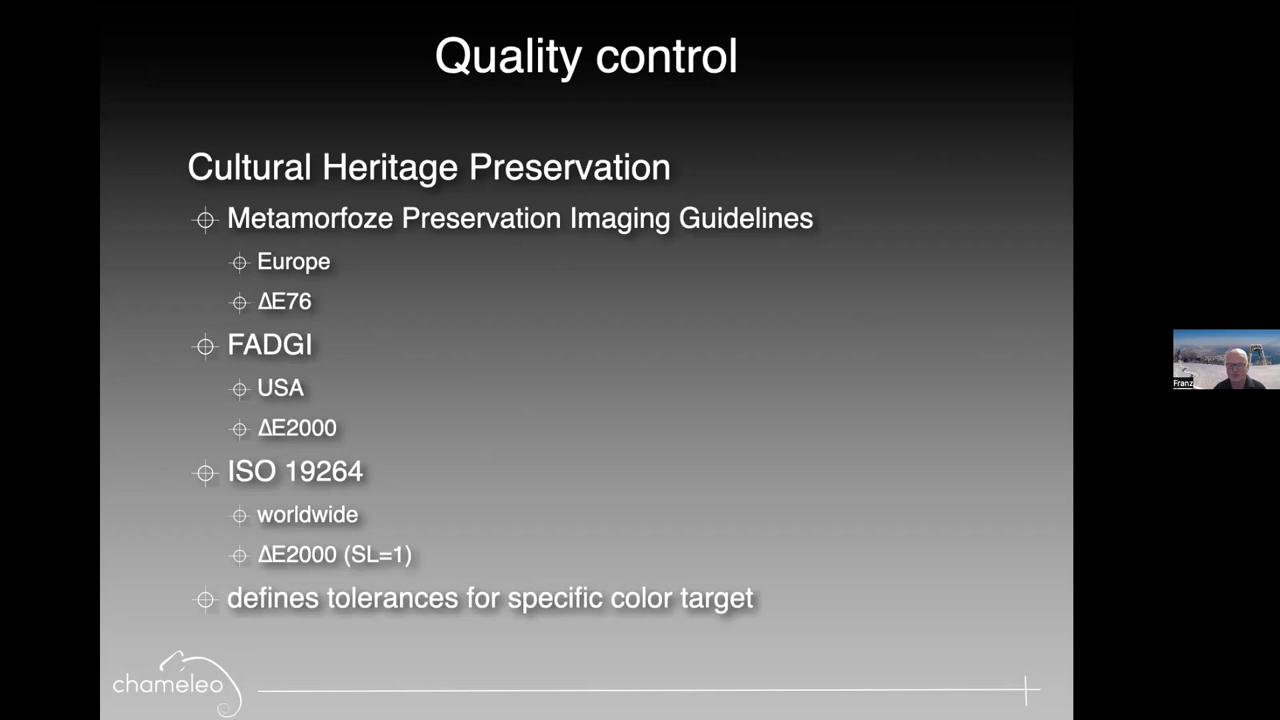 Quality control
Cultural Heritage Preservation
Metamorfoze Preservation Imaging Guidelines
Europe
ΔE76
FADGI
USA
ΔE2000
ISO 19264
worldwide
ΔE2000 (SL=1)
defines tolerances for specific color target
chameleo
Franz